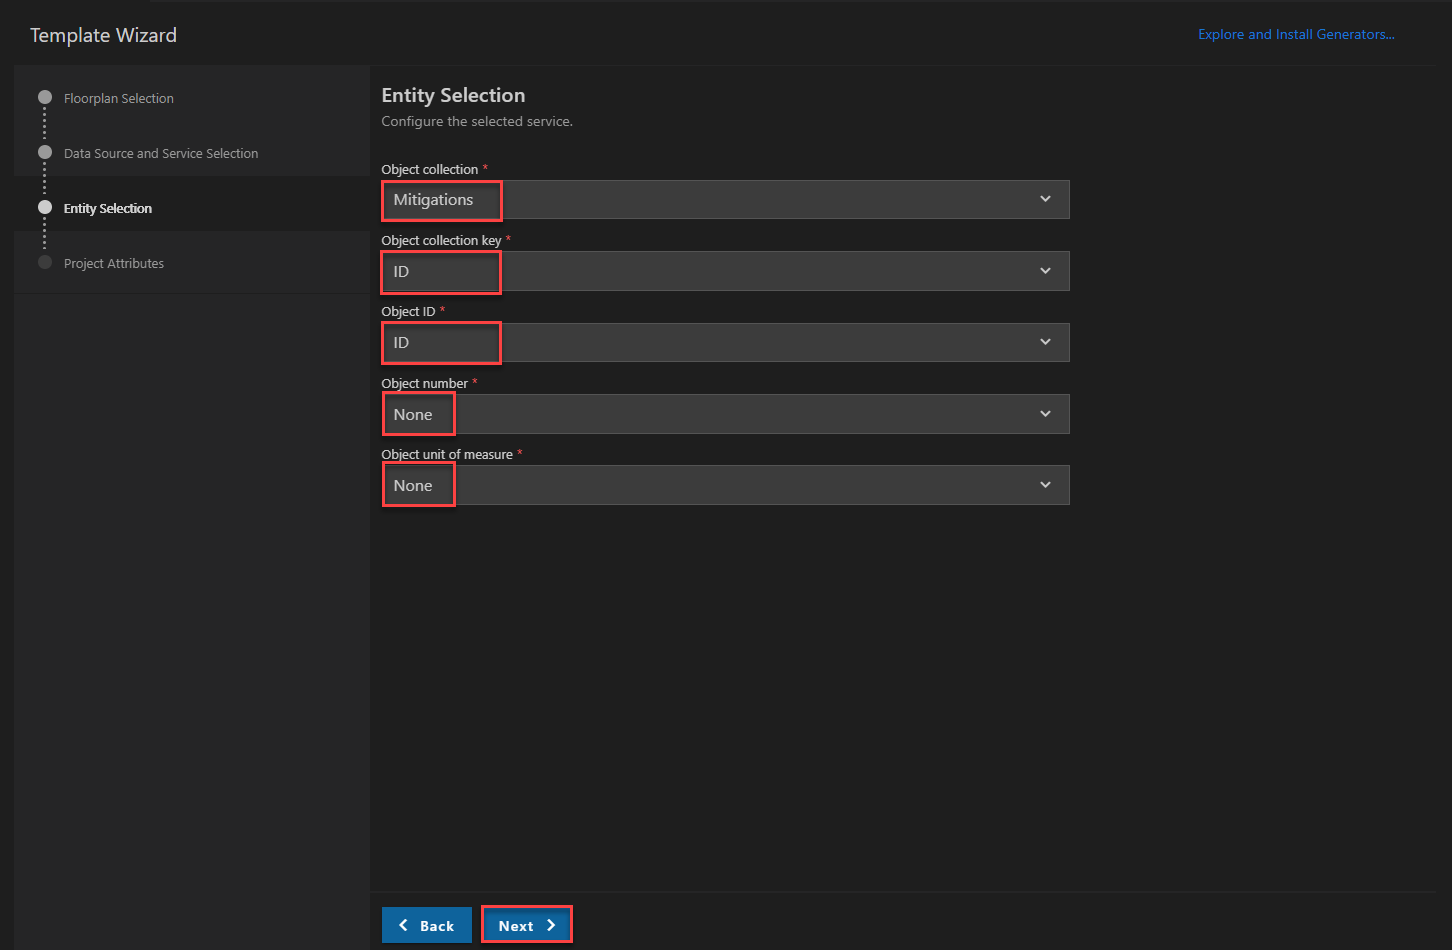 Template Wizard
Explore and Install Generators...
Floorplan Selection
Data Source and Service Selection
Entity Selection
Project Attributes
Entity Selection
Configure the selected service.
Object collection *
Mitigations
Object collection key *
ID
Object ID *
ID
Object number *
None
Object unit of measure *
None
Back
Next